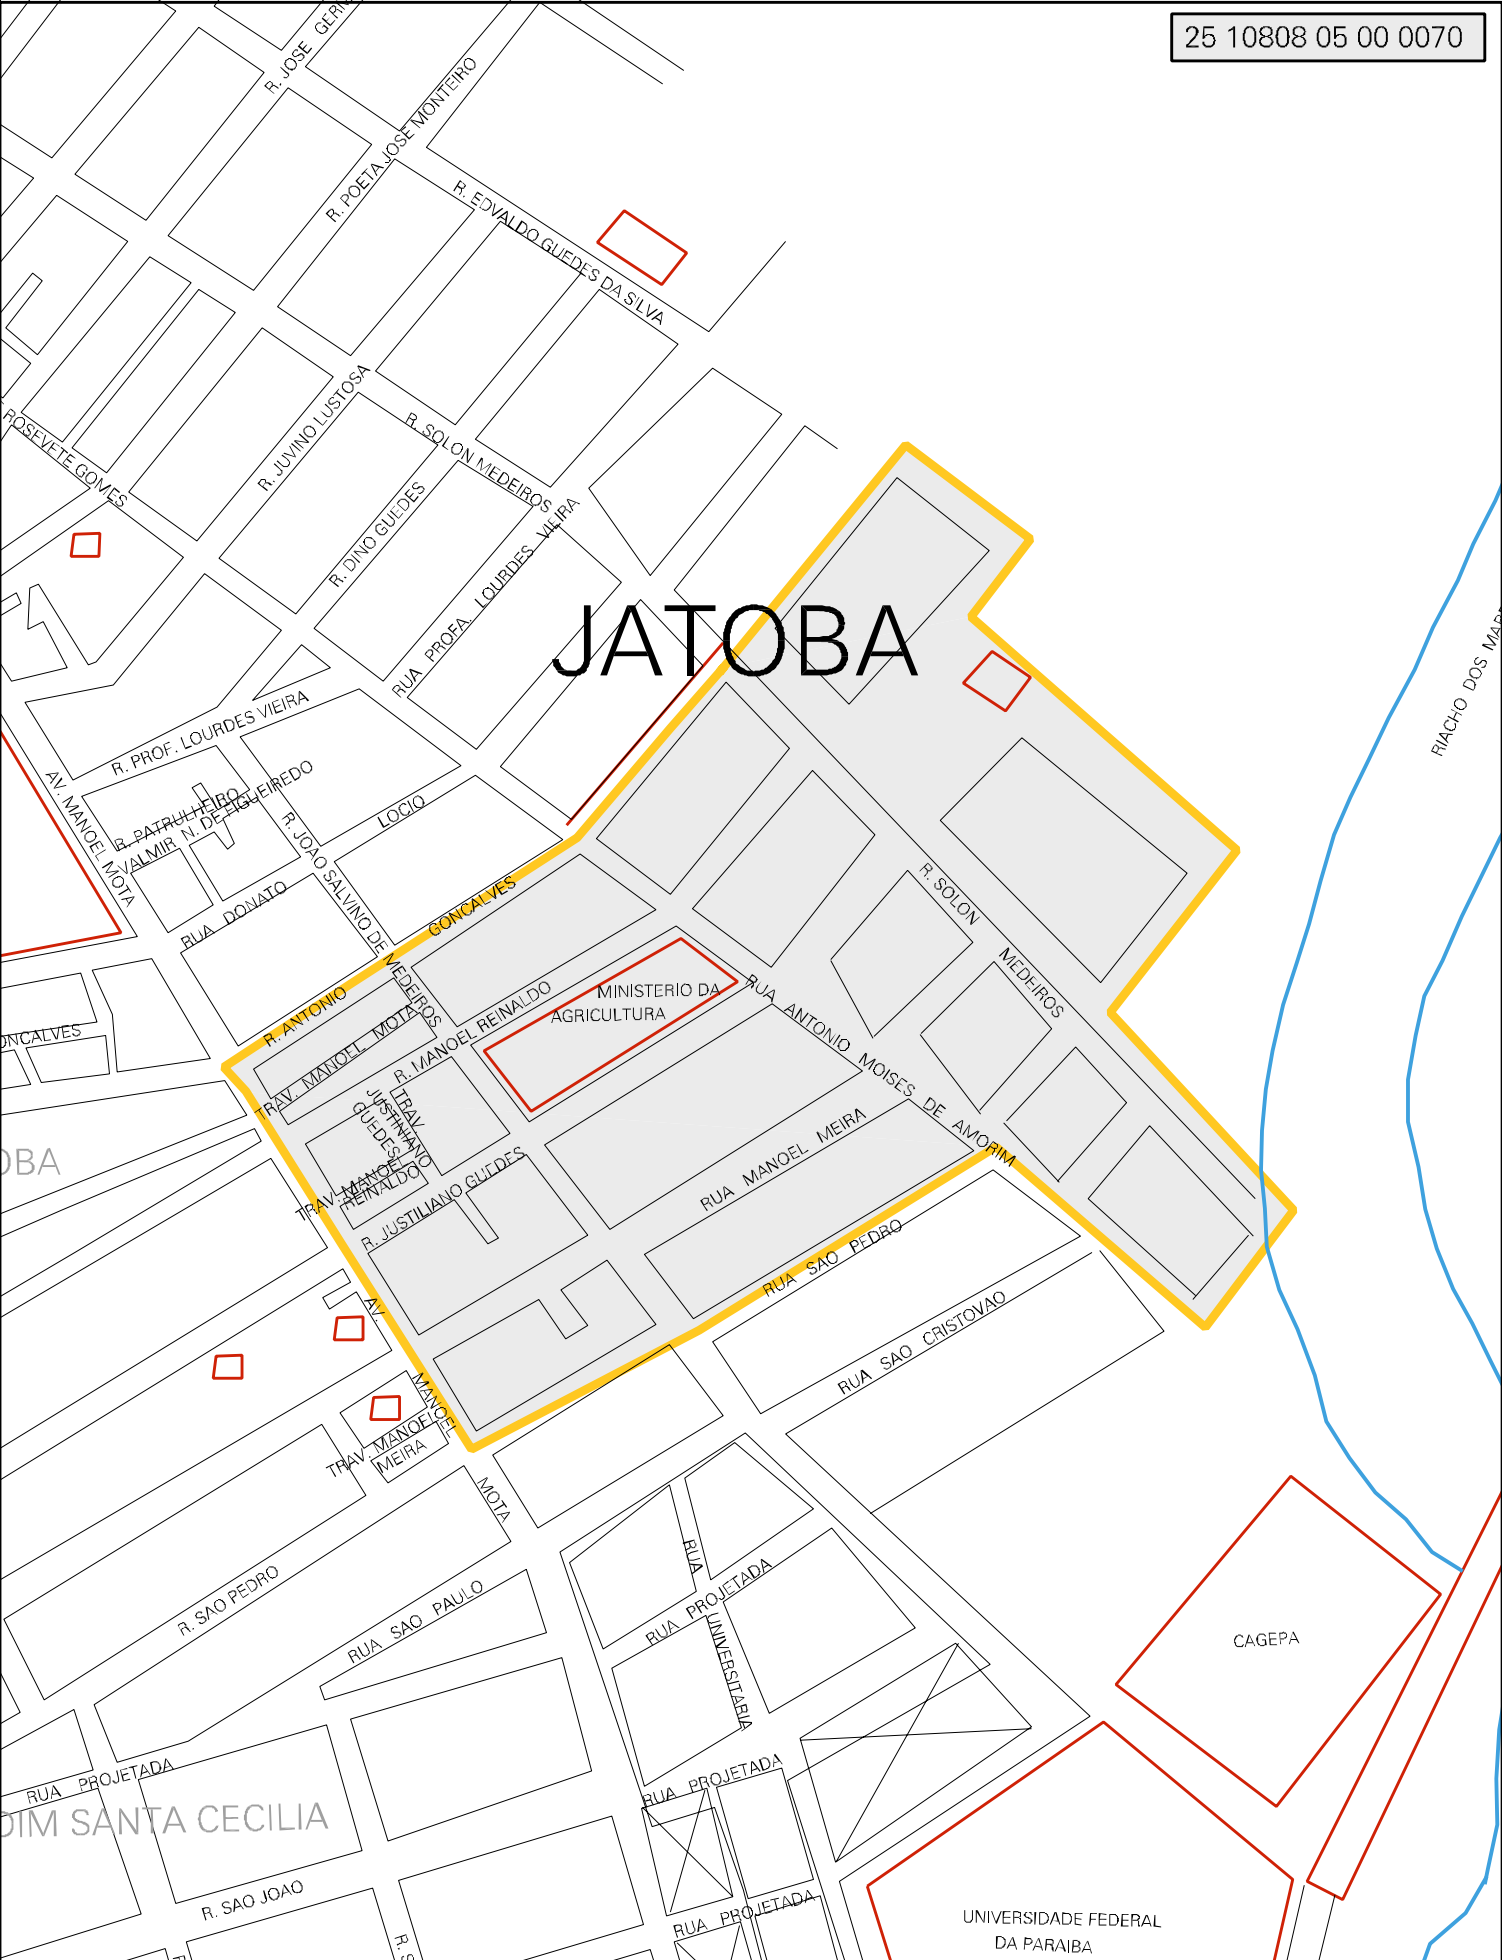 25 10808 05 00 0070
R. JOSE GERM
R. POETA JOSE MONTEIRO
R. EDVALDO GUEDES DA SILVA
R. JUVINO LUSTOSA
R. SOLON MEDEIROS
ROSEVETE GOMES
R. DINO GUEDES
RUA PROFA. LOURDES VIEIRA
JATOBA
RIACHO DOS MAR
R. PROF. LOURDES VIEIRA
AV. MANOEL MOTA
R. PATRULHEIRO
VALMIR N. DE FIGUEIREDO
LOCIO
R. JOAO SALVINO DE MEDEIROS
RUA DONATO
GONCALVES
R. SOLON
MEDEIROS
R. ANTONIO
TRAV. MANOEL MOTA
R. MANOEL REINALDO
MINISTERIO DA
AGRICULTURA
RUA ANTONIO MOISES DE AMORIM
ONCALVES
TRAV.
JUSTINIANO
GUEDES
RUA MANOEL MEIRA
OBA
TRAV. MANOEL
REINALDO
R. JUSTILIANO GUEDES
RUA SAO PEDRO
AV.
MANOEL
MOTA
RUA SAO CRISTOVAO
TRAV. MANOEL
MEIRA
R. SAO PEDRO
RUA SAO PAULO
RUA
UNIVERSITARIA
RUA PROJETADA
CAGEPA
RUA PROJETADA
RUA PROJETADA
DIM SANTA CECILIA
R. SAO JOAO
RUA PROJETADA
R. S
UNIVERSIDADE FEDERAL
DA PARAIBA